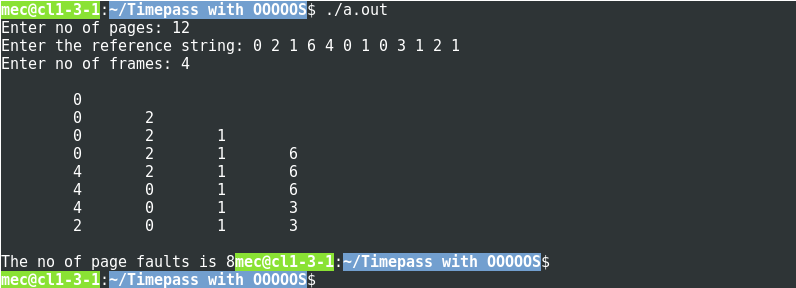 mec@cl1-3-1:~/Timepass with OOOOOS$ ./a.out
Enter no of pages: 12
Enter the reference string: 0 2 1 6 4 0 1 0 3 1 2 1
Enter no of frames: 4
0
0 2
0 2 1
0 2 1 6
4 2 1 6
4 0 1 6
4 0 1 3
2 0 1 3
The no of page faults is 8mec@cl1-3-1:~/Timepass with OOOOOS$
mec@cl1-3-1:~/Timepass with OOOOOS$